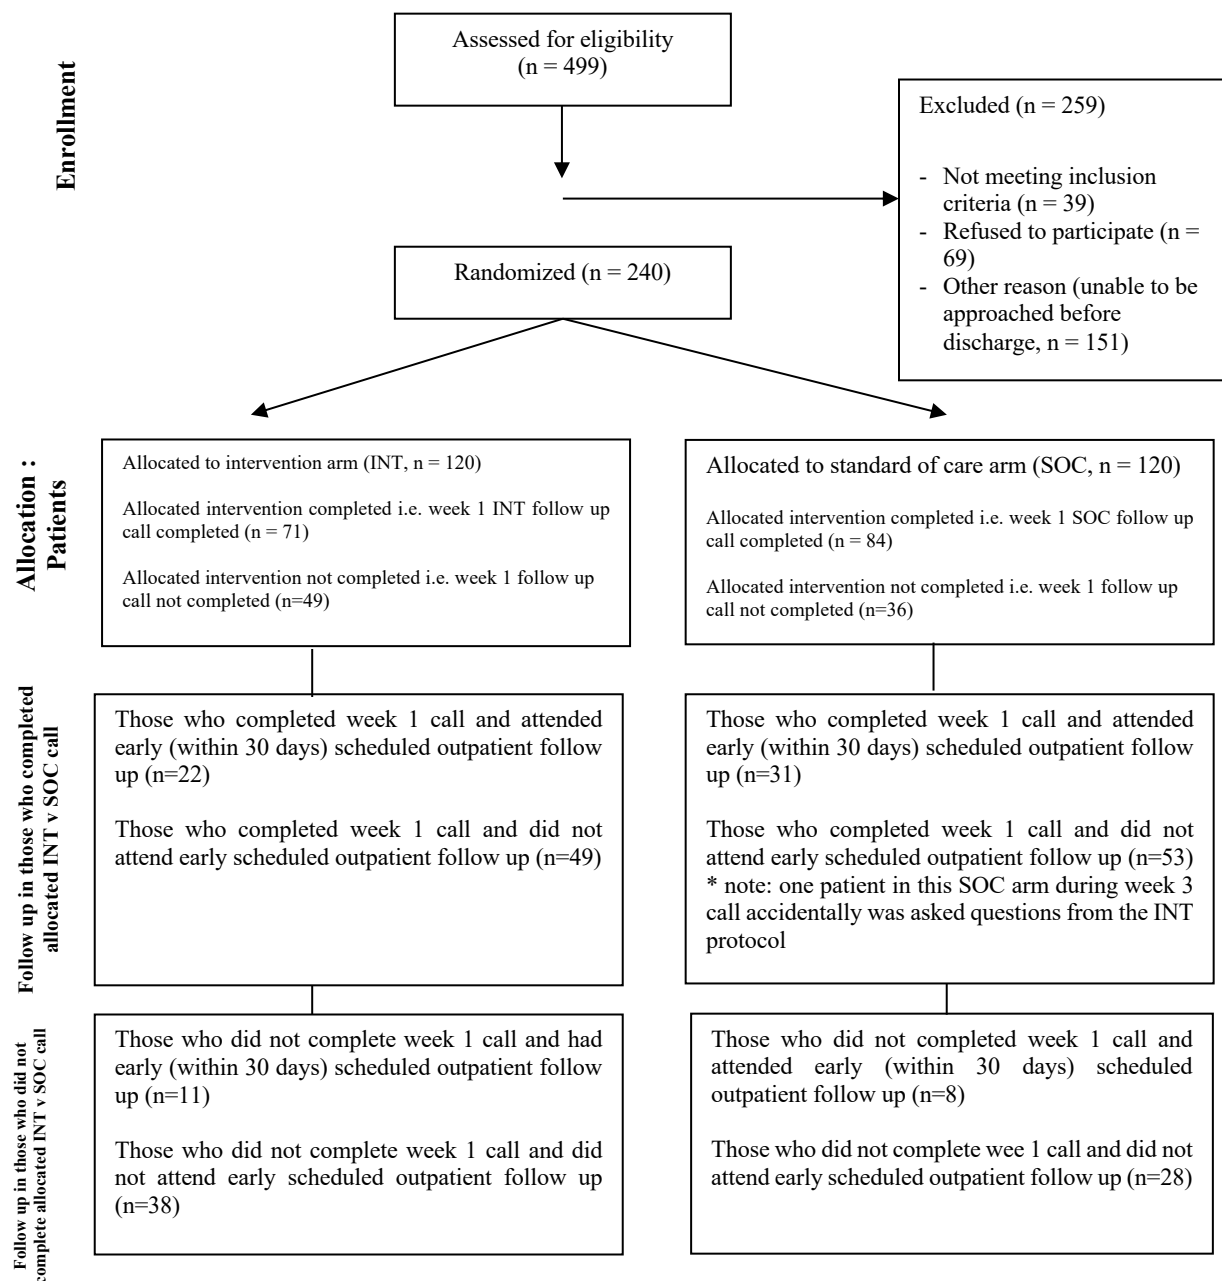 Enrollment
Assessed for eligibility
(n = 499)
Excluded (n = 259)
- Not meeting inclusion
criteria (n = 39)
- Refused to participate (n =
69)
- Other reason (unable to be
approached before
discharge, n = 151)
Randomized (n = 240)
Allocation :
Patients
Allocated to intervention arm (INT, n = 120)
Allocated intervention completed i.e. week 1 INT follow up
call completed (n = 71)
Allocated intervention not completed i.e. week 1 follow up
call not completed (n=49)
Allocated to standard of care arm (SOC, n = 120)
Allocated intervention completed i.e. week 1 SOC follow up
call completed (n = 84)
Allocated intervention not completed i.e. week 1 follow up
call not completed (n=36)
Follow up in those who completed
allocated INT v SOC call
Those who completed week 1 call and attended
early (within 30 days) scheduled outpatient follow
up (n=22)
Those who completed week 1 call and did not
attend early scheduled outpatient follow up (n=49)
Those who completed week 1 call and attended
early (within 30 days) scheduled outpatient follow
up (n=31)
Those who completed week 1 call and did not
attend early scheduled outpatient follow up (n=53)
* note: one patient in this SOC arm during week 3
call accidentally was asked questions from the INT
protocol
Follow up in those who did not
complete allocated INT v SOC call
Those who did not complete week 1 call and had
early (within 30 days) scheduled outpatient follow
up (n=11)
Those who did not complete week 1 call and did
not attend early scheduled outpatient follow up
(n=38)
Those who did not completed week 1 call and
attended early (within 30 days) scheduled
outpatient follow up (n=8)
Those who did not complete wee 1 call and did not
attend early scheduled outpatient follow up (n=28)